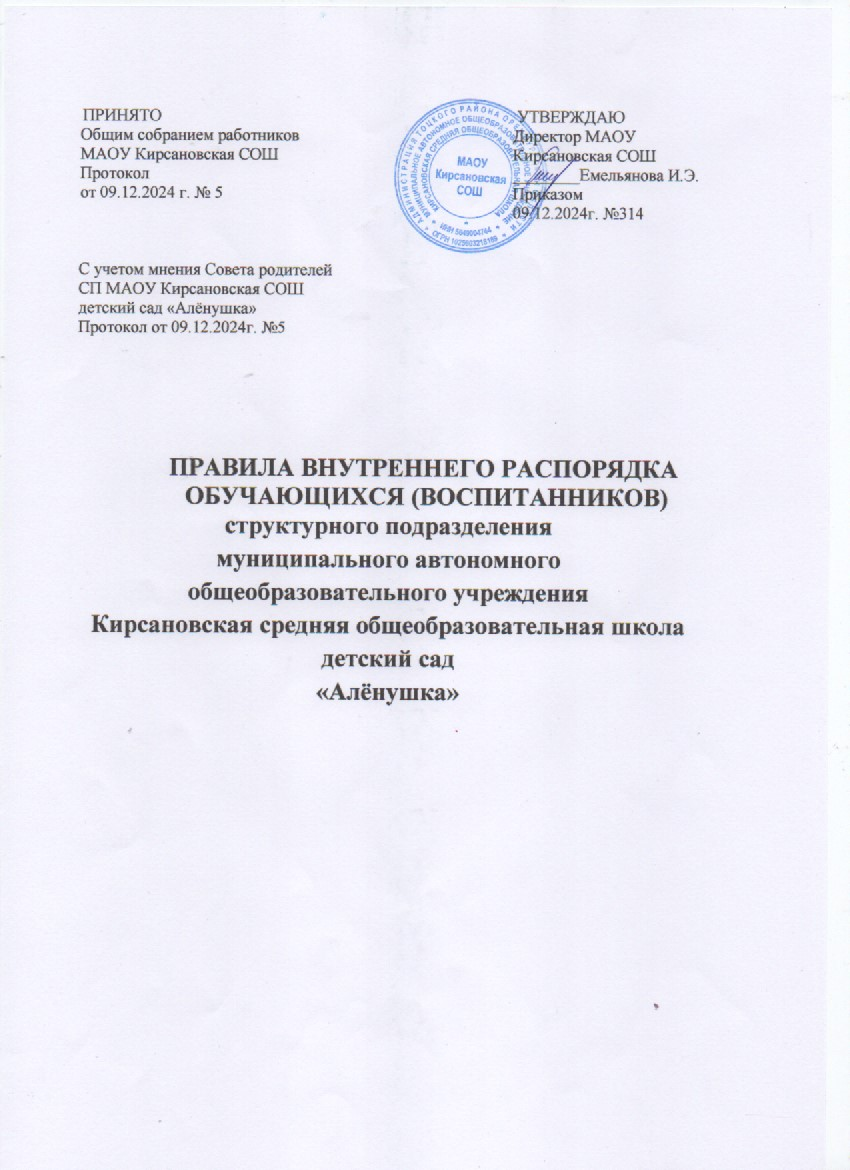 ПРИНЯТО
Общим собранием работников
МАОУ Кирсановская СОШ
Протокол
от 09.12.2024 г. № 5
УТВЕРЖДАЮ
Директор МАОУ
Кирсановская СОШ
Емельянова И.Э.
Приказом
09.12.2024г. №314
МАОУ
Кирсановская
СОШ
С учетом мнения Совета родителей
СП МАОУ Кирсановская СОШ
детский сад «Алёнушка»
Протокол от 09.12.2024г. №5
ПРАВИЛА ВНУТРЕННЕГО РАСПОРЯДКА
ОБУЧАЮЩИХСЯ (ВОСПИТАННИКОВ)
структурного подразделения
муниципального автономного
общеобразовательного учреждения
Кирсановская средняя общеобразовательная школа
детский сад
«Алёнушка»